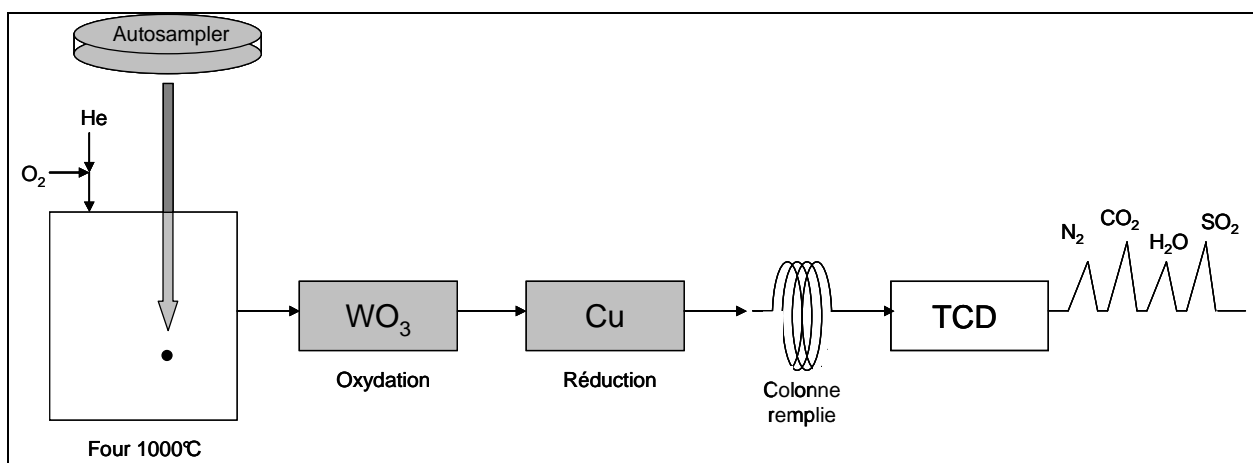 Autosampler
He
O₂
N₂
CO₂
H₂O
SO₂
WO₃
Cu
TCD
Oxydation
Réduction
Colonne
remplie
Four 1000°C